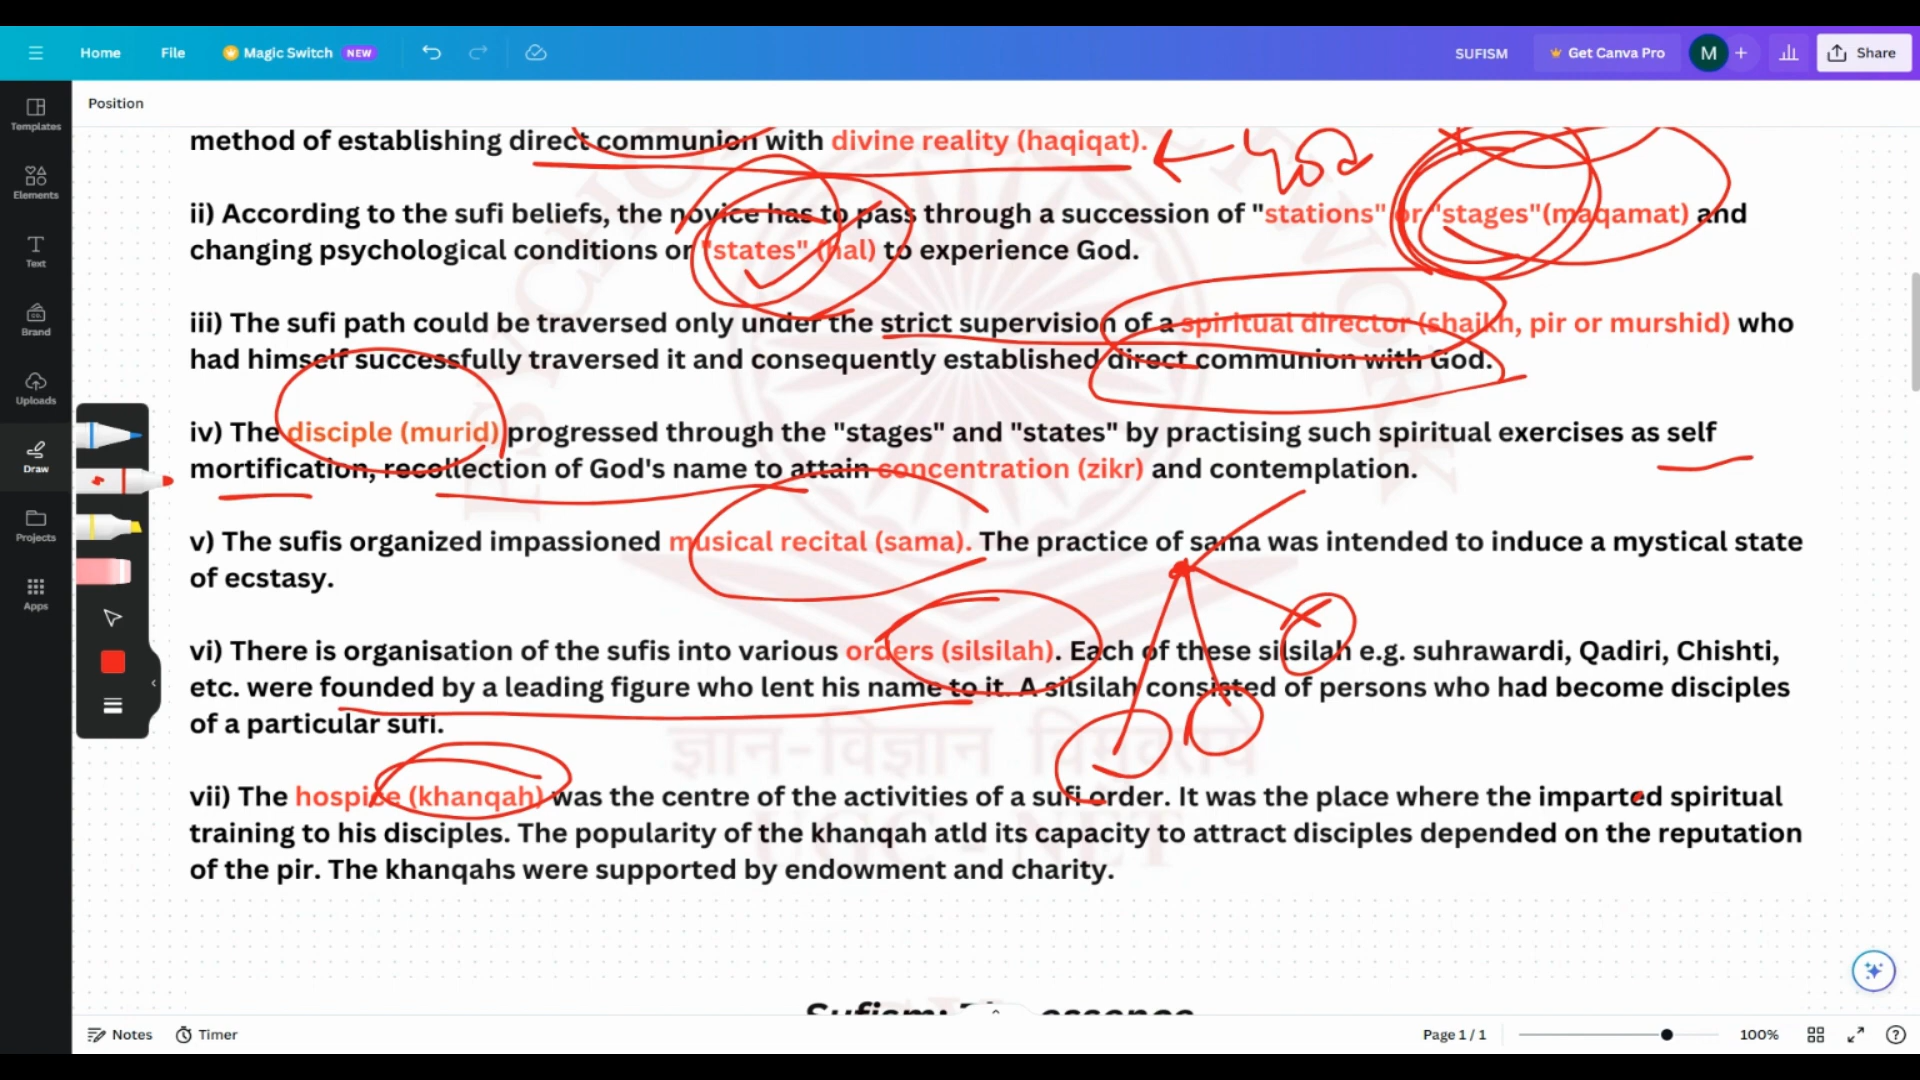 Home File Magic Switch NEW SUFISM Get Canva Pro M + Share
Position
Templates
Elements
Text
Brand
Uploads
Draw
Projects
Apps
method of establishing direct communion with divine reality (haqiqat). God
ii) According to the sufi beliefs, the novice has to pass through a succession of "stations" or "stages"(maqamat) and
changing psychological conditions or "states" (hal) to experience God.
iii) The sufi path could be traversed only under the strict supervision of a spiritual director (shaikh, pir or murshid) who
had himself successfully traversed it and consequently established direct communion with God.
iv) The disciple (murid) progressed through the "stages" and "states" by practising such spiritual exercises as self
mortification, recollection of God's name to attain concentration (zikr) and contemplation.
v) The sufis organized impassioned musical recital (sama). The practice of sama was intended to induce a mystical state
of ecstasy.
vi) There is organisation of the sufis into various orders (silsilah). Each of these silsilah e.g. suhrawardi, Qadiri, Chishti,
etc. were founded by a leading figure who lent his name to it. A silsilah consisted of persons who had become disciples
of a particular sufi.
ज्ञान-विज्ञान विमुक्तये
vii) The hospice (khanqah) was the centre of the activities of a sufi order. It was the place where the imparted spiritual
training to his disciples. The popularity of the khanqah atld its capacity to attract disciples depended on the reputation
UGC - NET
of the pir. The khanqahs were supported by endowment and charity.
Notes Timer Page 1 / 1 100%